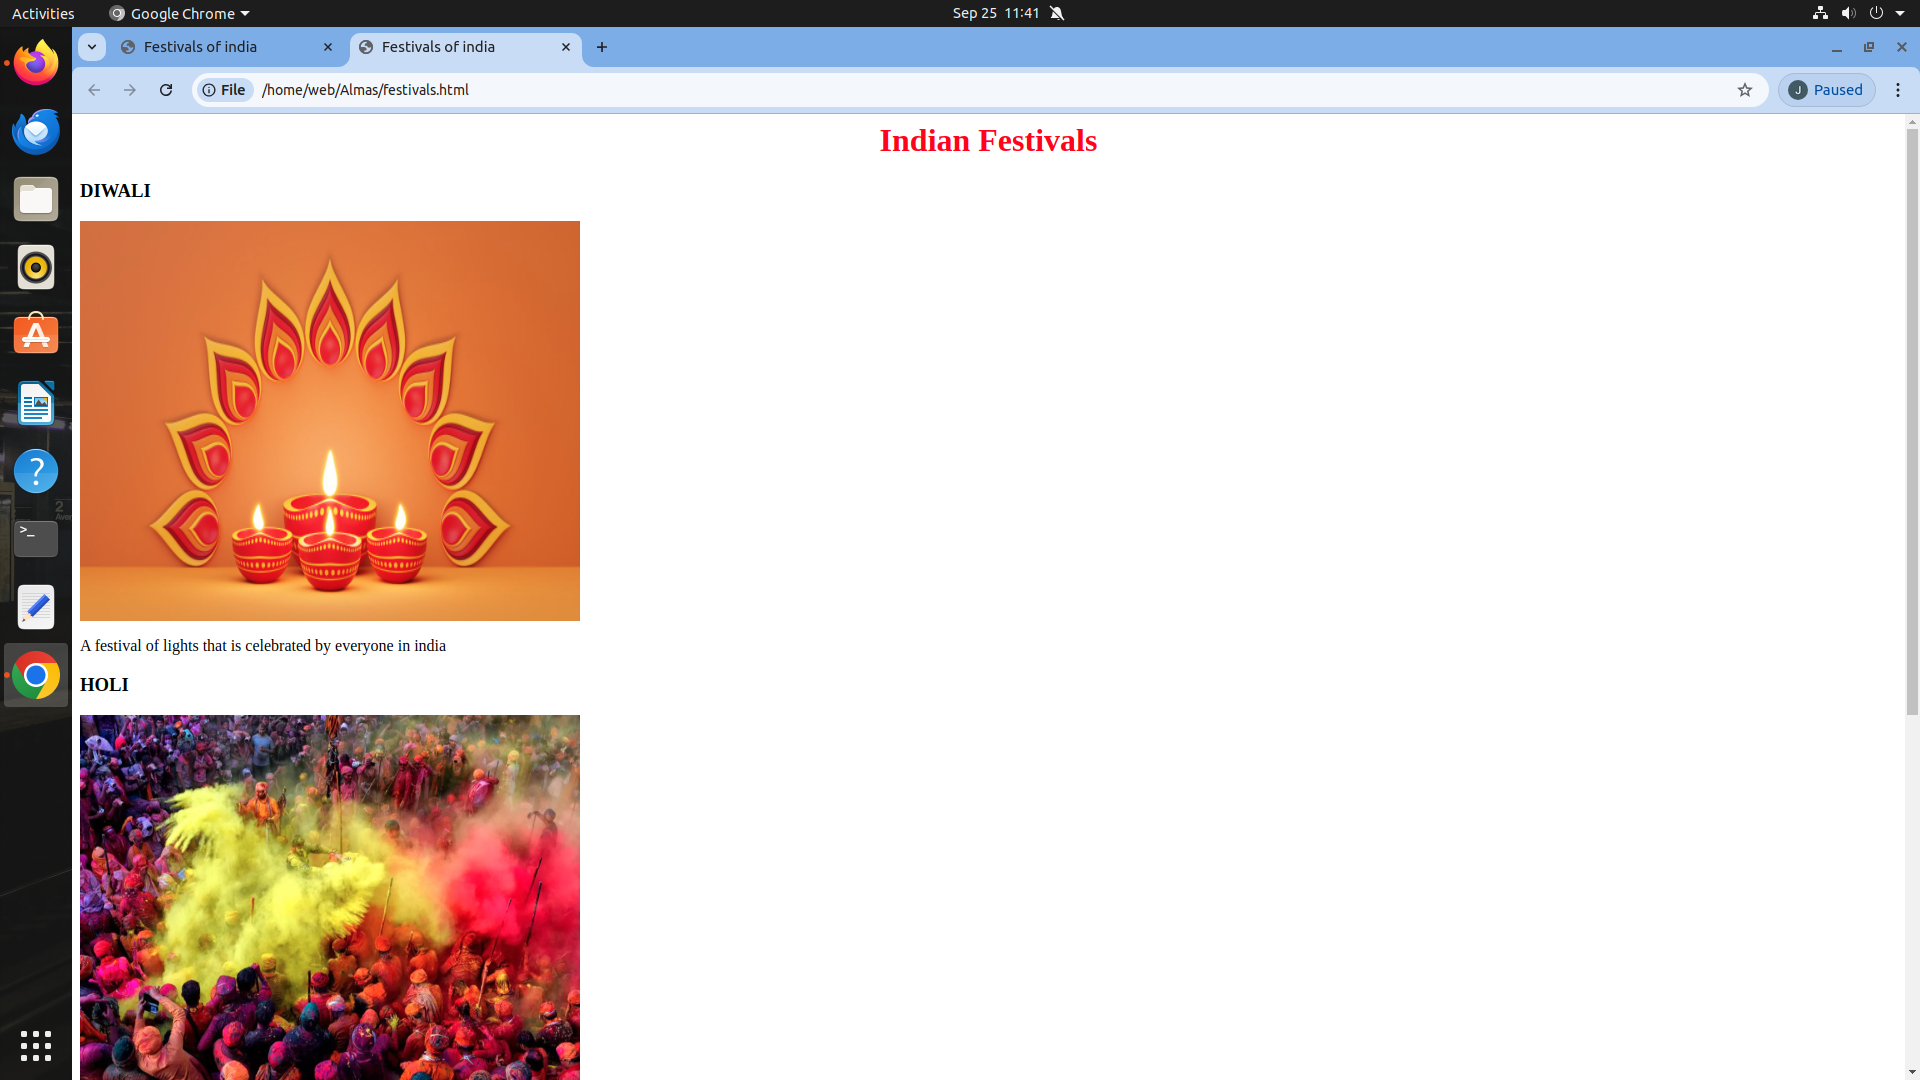 Activities
Google Chrome
Sep 25 11:41
Festivals of india
Festivals of india
File
/home/web/Almas/festivals.html
J
Paused
Indian Festivals
DIWALI
A festival of lights that is celebrated by everyone in india
HOLI